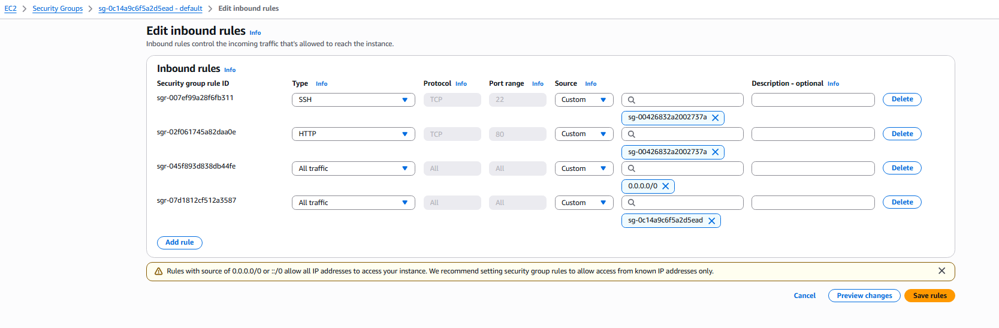 EC2 > Security Groups > sg-0c14a9c6f5a2d5ead - default > Edit inbound rules
Edit inbound rules Info
Inbound rules control the incoming traffic that's allowed to reach the instance.
Inbound rules Info
Security group rule ID Type Info Protocol Info Port range Info Source Info Description - optional Info
sgr-007ef99a28f6fb311 SSH TCP 22 Custom Delete
sg-00426832a2002737a
sgr-02f061745a82daa0e HTTP TCP 80 Custom Delete
sg-00426832a2002737a
sgr-045f893d838db44fe All traffic All All Custom Delete
0.0.0.0/0
sgr-07d1812cf512a3587 All traffic All All Custom Delete
sg-0c14a9c6f5a2d5ead
Add rule
Rules with source of 0.0.0.0/0 or ::/0 allow all IP addresses to access your instance. We recommend setting security group rules to allow access from known IP addresses only.
Cancel Preview changes Save rules